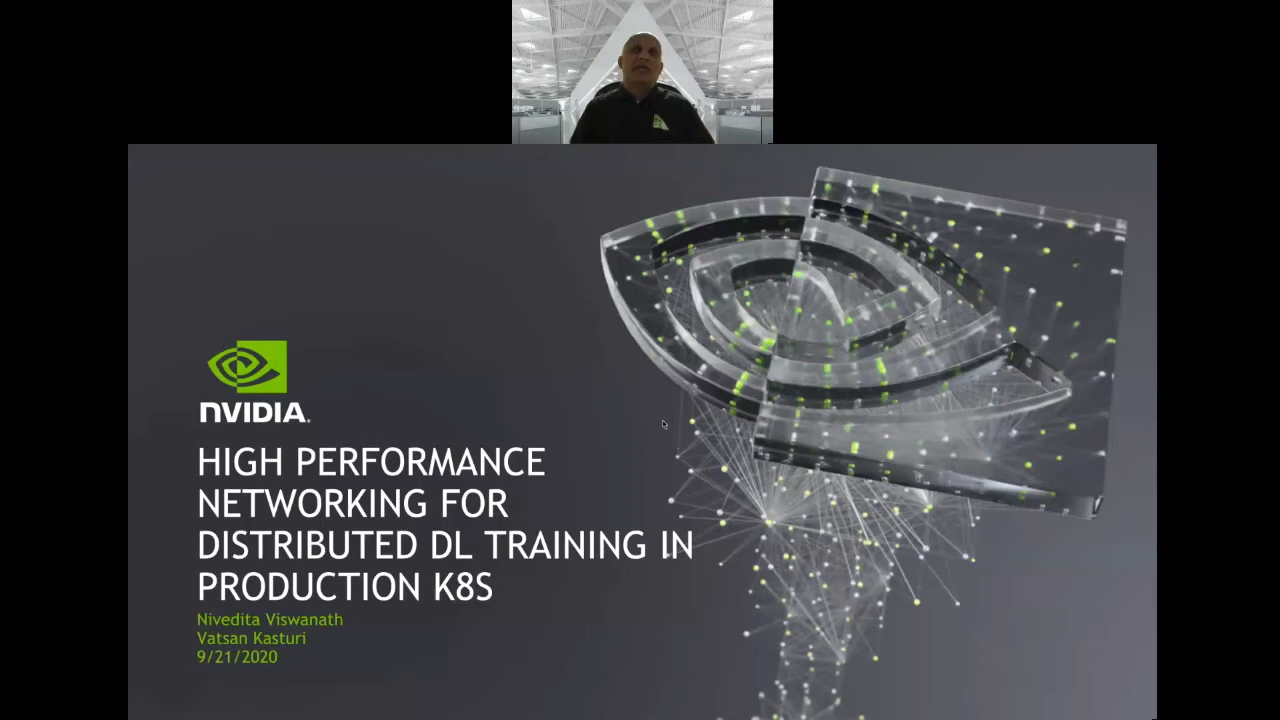 NVIDIA.
HIGH PERFORMANCE
NETWORKING FOR
DISTRIBUTED DL TRAINING IN
PRODUCTION K8S
Nivedita Viswanath
Vatsan Kasturi
9/21/2020